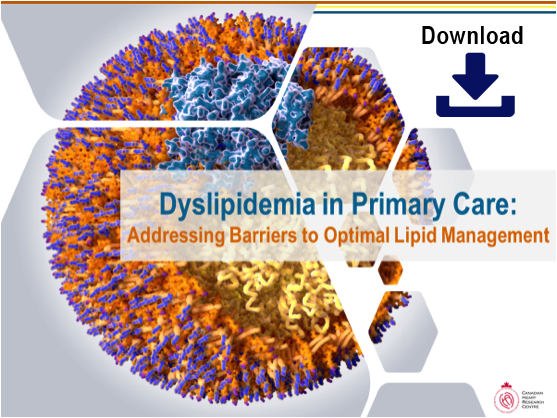 Download
Dyslipidemia in Primary Care:
Addressing Barriers to Optimal Lipid Management
CANADIAN
HEART
RESEARCH
CENTRE